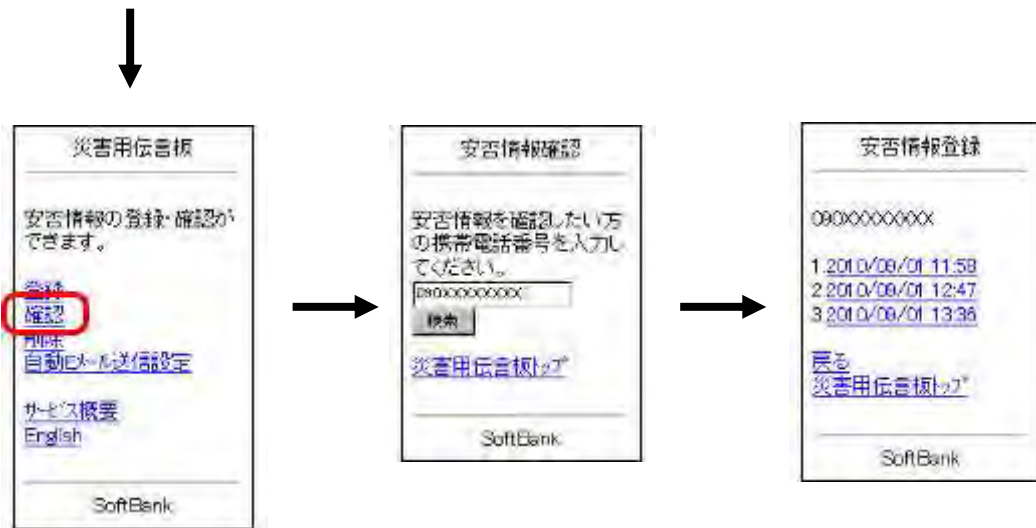 災害用伝言板
安否情報の登録・確認が
できます。
登録
確認
削除
自動Eメール送信設定
サービス概要
English
SoftBank
安否情報確認
安否情報を確認したい方
の携帯電話番号を入力し
てください。
090XXXXXXXX
検索
災害用伝言板トップ
SoftBank
安否情報登録
090XXXXXXXX
1.2010/09/01 11:58
2.2010/09/01 12:47
3.2010/09/01 13:36
戻る
災害用伝言板トップ
SoftBank